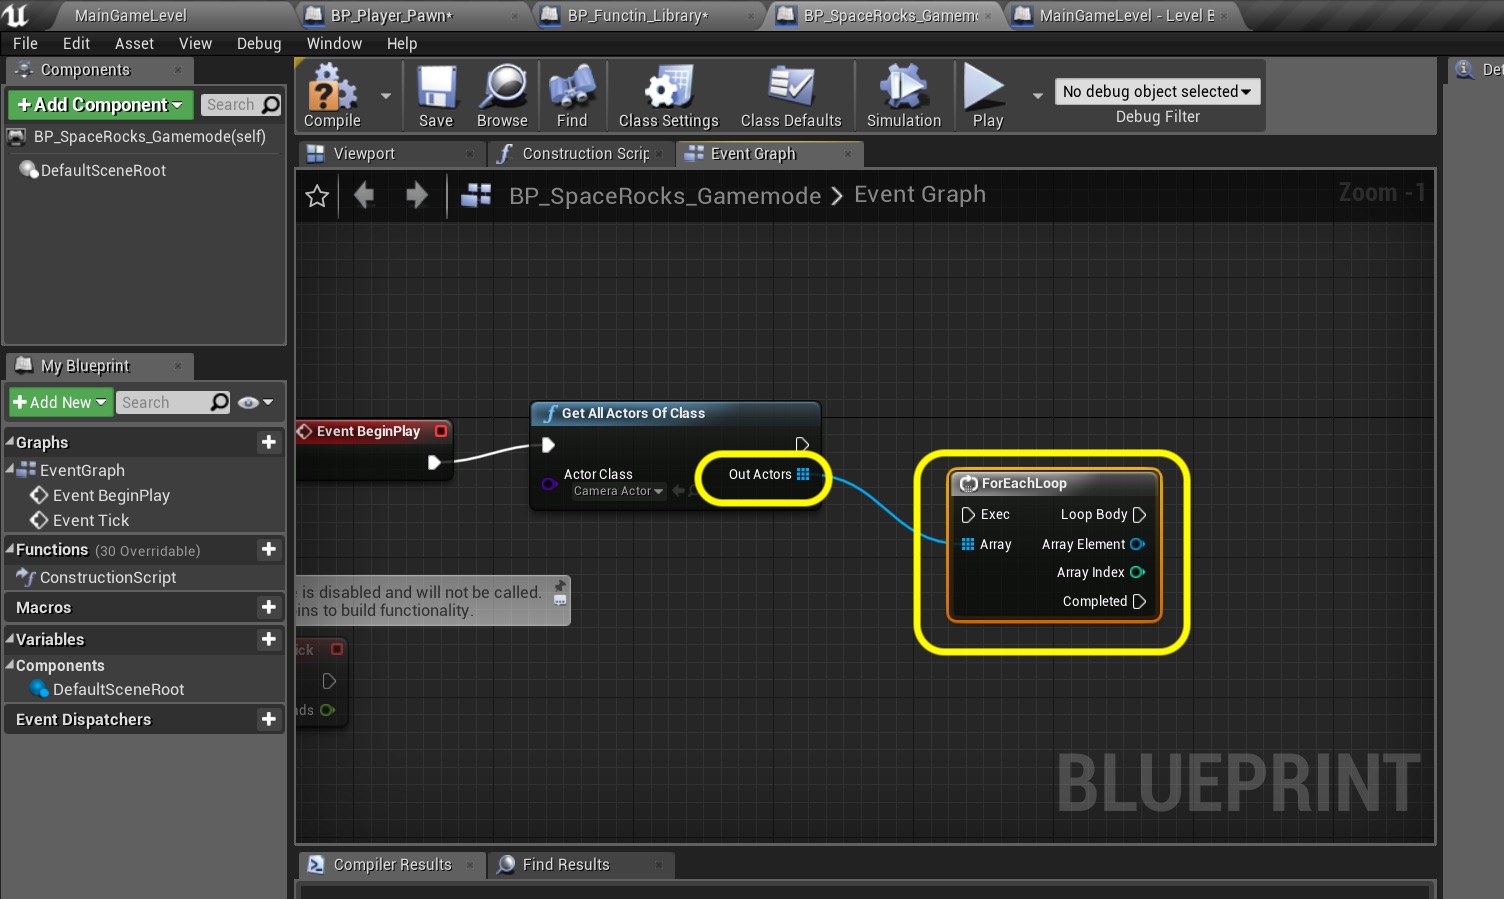 MainGameLevel
BP_Player_Pawn*
BP_Functin_Library*
BP_SpaceRocks_Gamem
MainGameLevel - Level B
File Edit Asset View Debug Window Help
Components
Add Component
Search
BP_SpaceRocks_Gamemode(self)
DefaultSceneRoot
Compile
Save
Browse
Find
Class Settings
Class Defaults
Simulation
Play
No debug object selected
Debug Filter
Det
Viewport
Construction Scrip
Event Graph
BP_SpaceRocks_Gamemode > Event Graph
Zoom -1
My Blueprint
Add New
Search
Graphs
EventGraph
Event BeginPlay
Event Tick
Functions (30 Overridable)
ConstructionScript
Macros
Variables
Components
DefaultSceneRoot
Event Dispatchers
Event BeginPlay
Get All Actors Of Class
Actor Class
Camera Actor
Out Actors
ForEachLoop
Exec
Loop Body
Array
Array Element
Array Index
Completed
is disabled and will not be called.
ins to build functionality.
ick
nds
BLUEPRINT
Compiler Results
Find Results